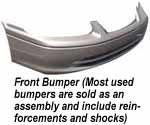 Front Bumper (Most used
bumpers are sold as an
assembly and include rein-
forcements and shocks)